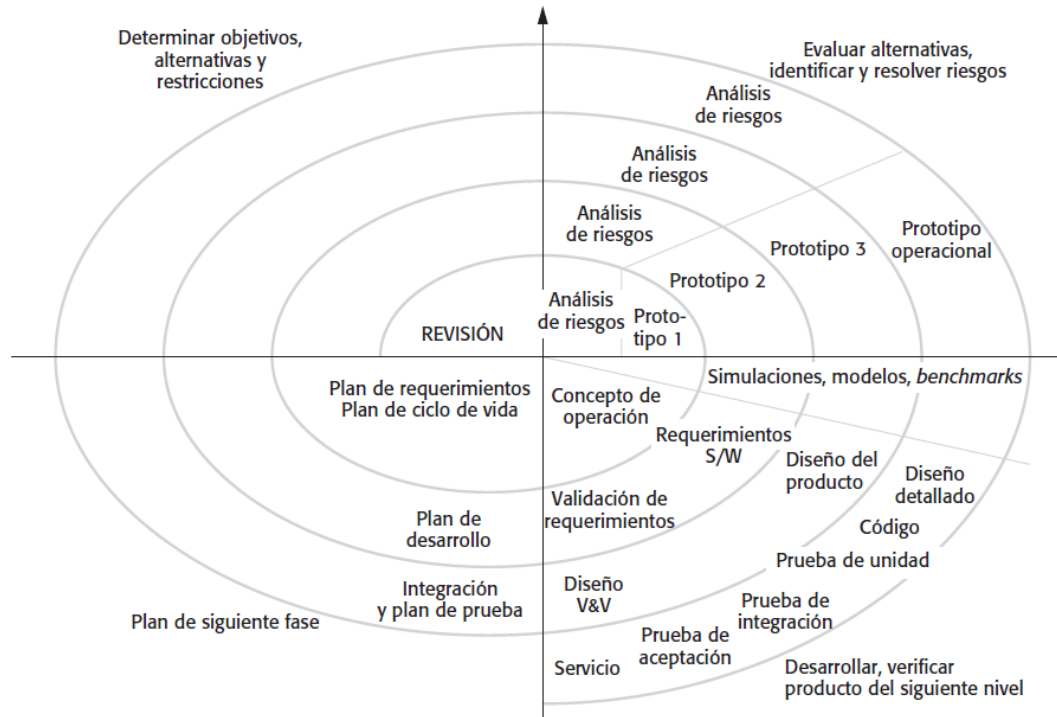 Determinar objetivos,
alternativas y
restricciones
Evaluar alternativas,
identificar y resolver riesgos
Análisis
de riesgos
Análisis
de riesgos
Análisis
de riesgos
Análisis
de riesgos
Prototipo
operacional
Prototipo 3
Prototipo 2
Proto-
tipo 1
REVISIÓN
Plan de requerimientos
Plan de ciclo de vida
Concepto de
operación
Simulaciones, modelos, benchmarks
Requerimientos
S/W
Diseño del
producto
Diseño
detallado
Plan de
desarrollo
Validación de
requerimientos
Código
Prueba de unidad
Integración
y plan de prueba
Diseño
V&V
Prueba de
integración
Plan de siguiente fase
Prueba de
aceptación
Servicio
Desarrollar, verificar
producto del siguiente nivel